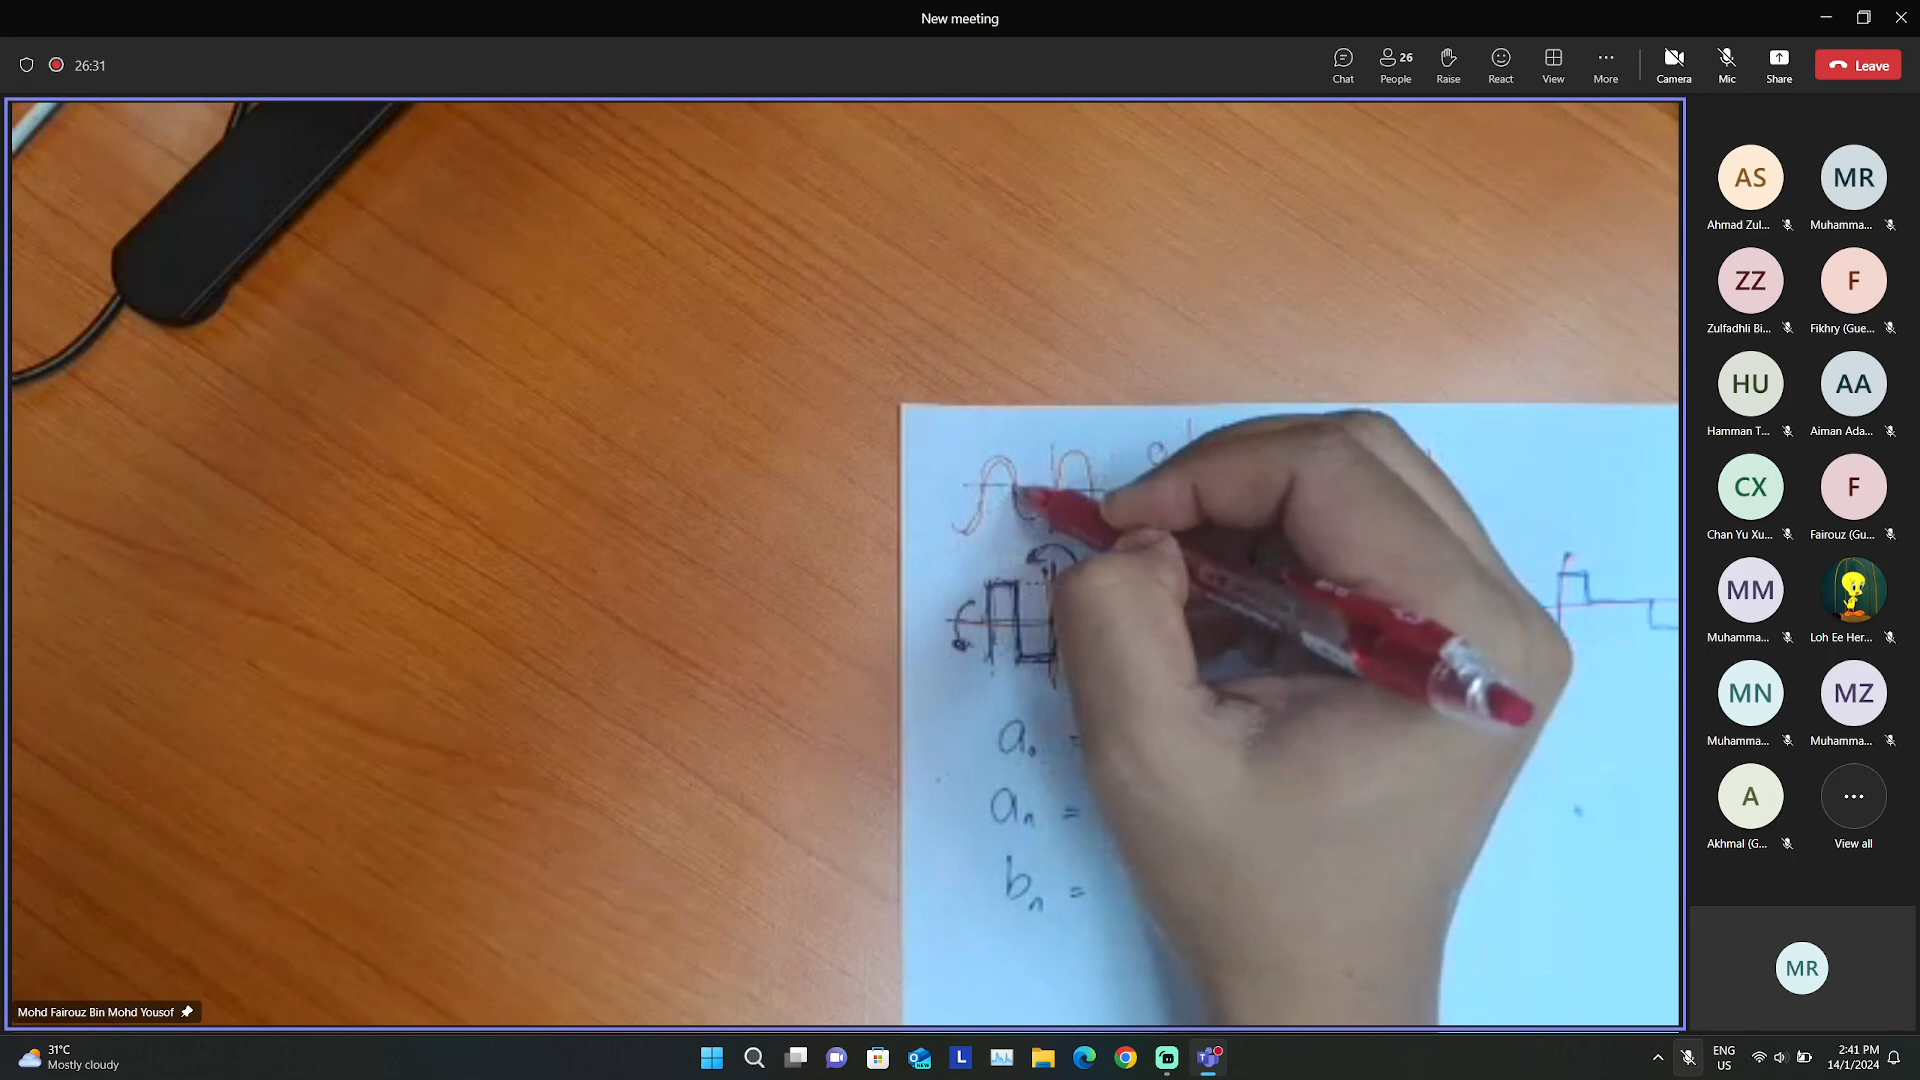 New meeting
26:31
Chat
26
People
Raise
React
View
More
Camera
Mic
Share
Leave
AS
MR
Ahmad Zul...
Muhamma...
ZZ
F
Zulfadhli Bi...
Fikhry (Gue...
HU
AA
Hamman T...
Aiman Ada...
CX
F
Chan Yu Xu...
Fairouz (Gu...
MM
Muhamma...
Loh Ee Her...
MN
MZ
Muhamma...
Muhamma...
A
Akhmal (G...
View all
MR
a₀ =
aₙ =
bₙ =
Mohd Fairouz Bin Mohd Yousof
31°C
Mostly cloudy
L
NEW
ENG
US
2:41 PM
14/1/2024